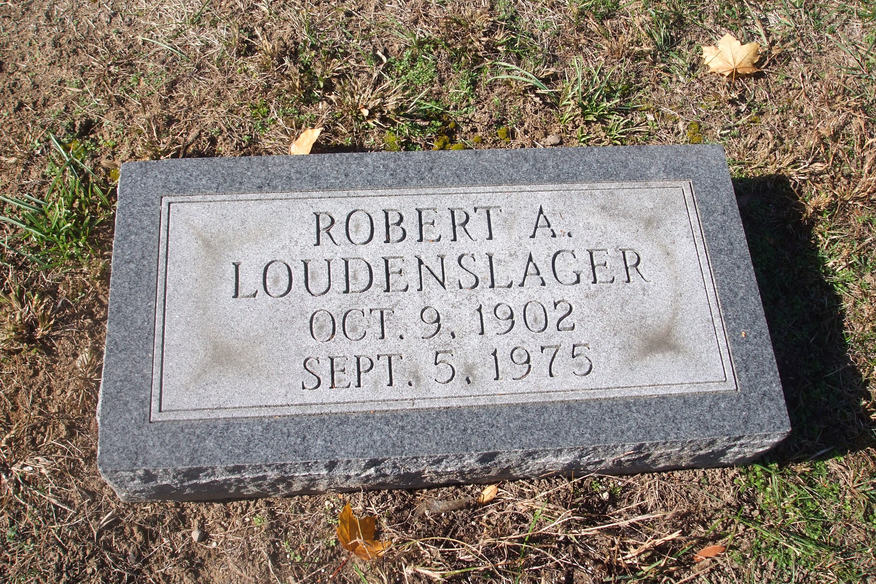 ROBERT A.
LOUDENSLAGER
OCT. 9, 1902
SEPT. 5, 1975